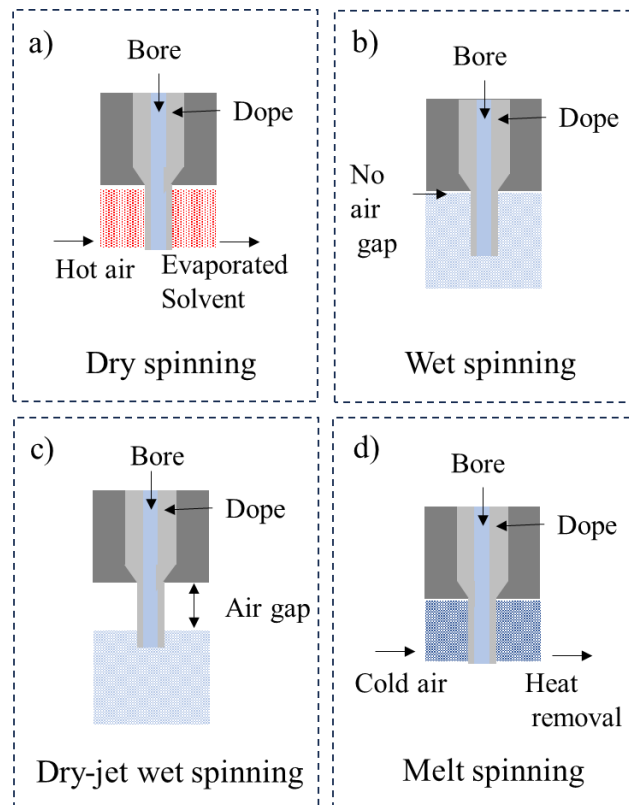 a)
Bore
Dope
Hot air
Evaporated
Solvent
Dry spinning
b)
Bore
Dope
No
air
gap
Wet spinning
c)
Bore
Dope
Air gap
Dry-jet wet spinning
d)
Bore
Dope
Cold air
Heat
removal
Melt spinning